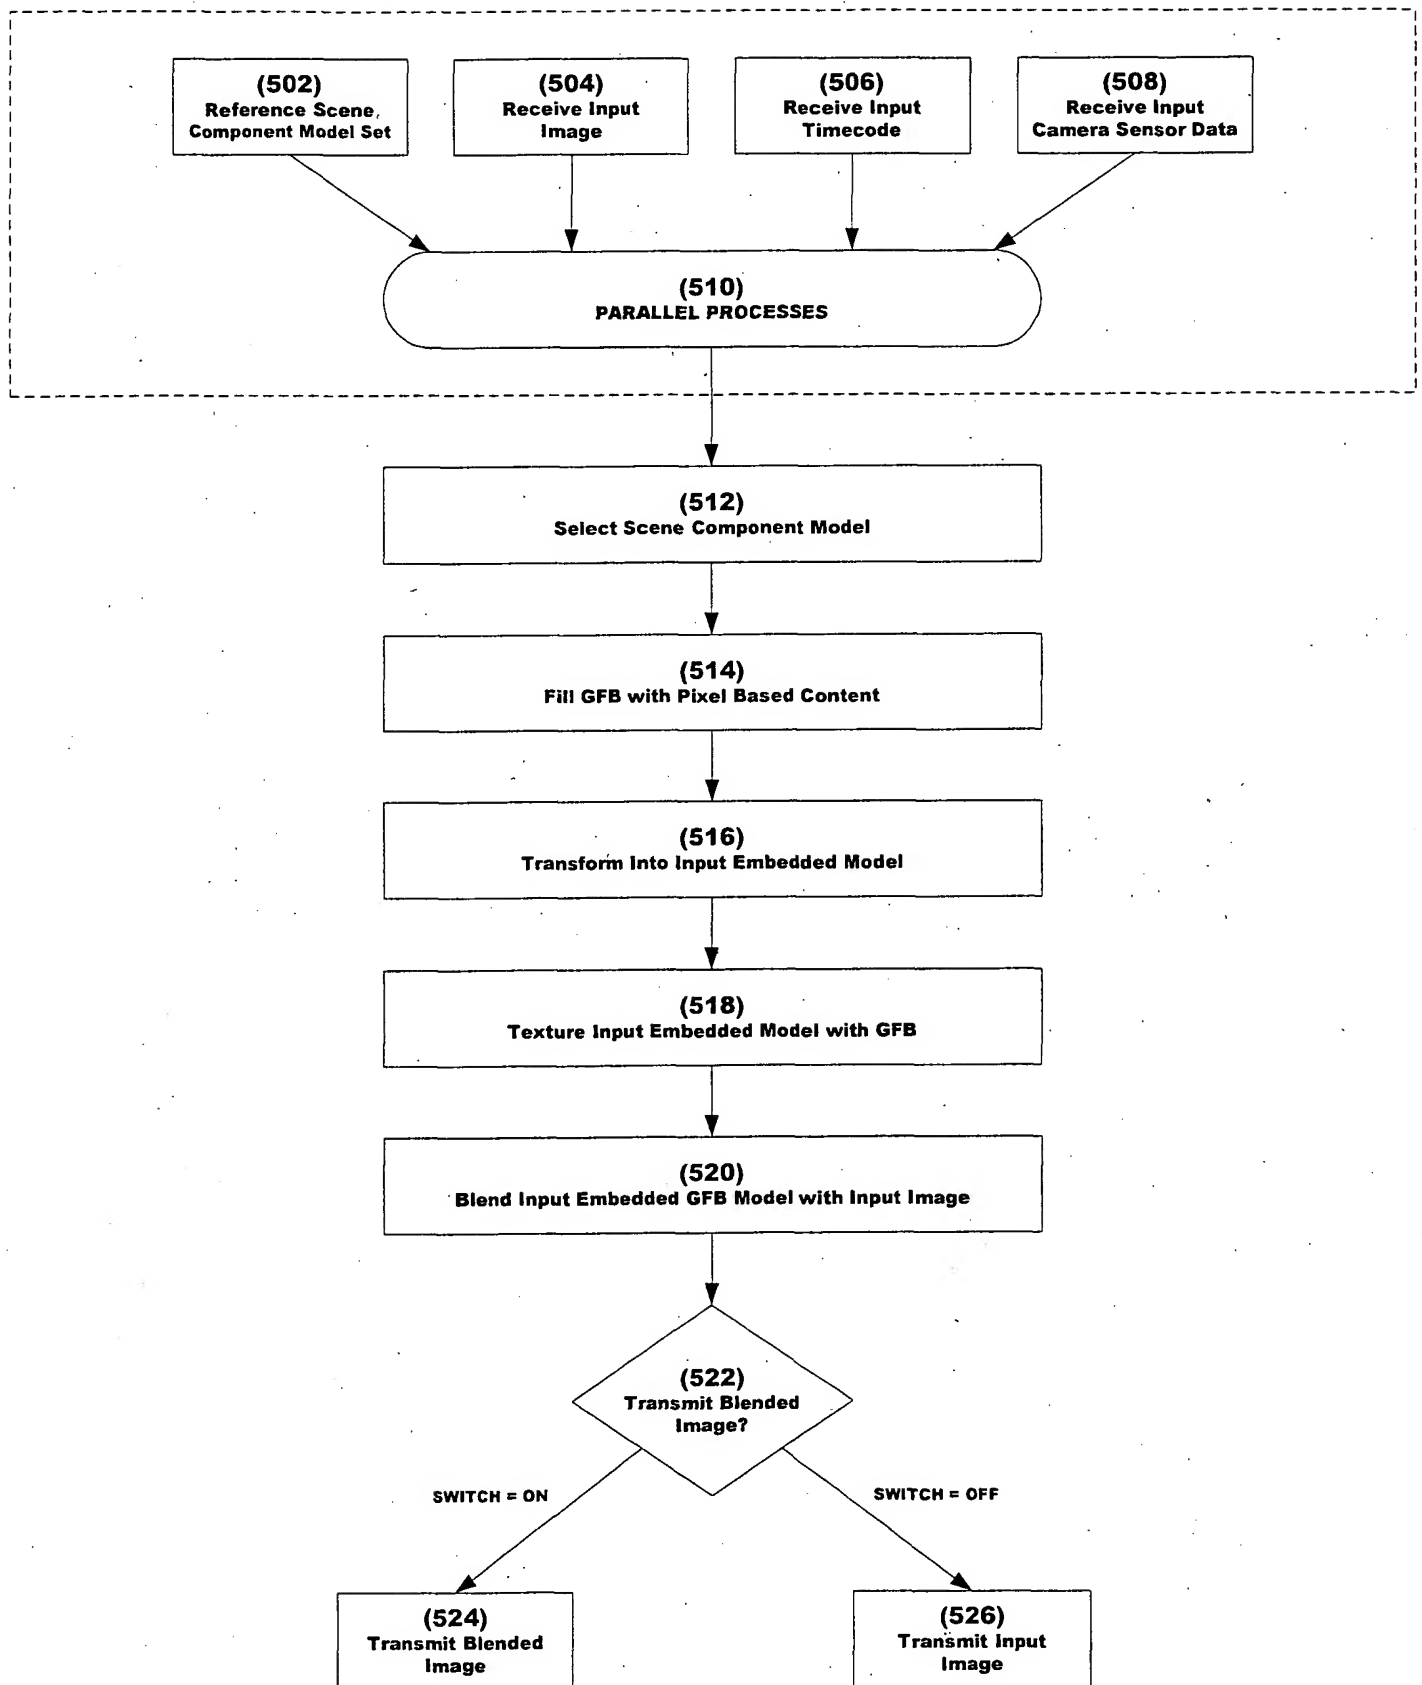 (502)
Reference Scene,
Component Model Set
(504)
Receive Input
Image
(506)
Receive Input
Timecode
(508)
Receive Input
Camera Sensor Data
(510)
PARALLEL PROCESSES
(512)
Select Scene Component Model
(514)
Fill GFB with Pixel Based Content
(516)
Transform Into Input Embedded Model
(518)
Texture Input Embedded Model with GFB
(520)
Blend Input Embedded GFB Model with Input Image
(522)
Transmit Blended
Image?
SWITCH = ON
SWITCH = OFF
(524)
Transmit Blended
Image
(526)
Transmit Input
Image